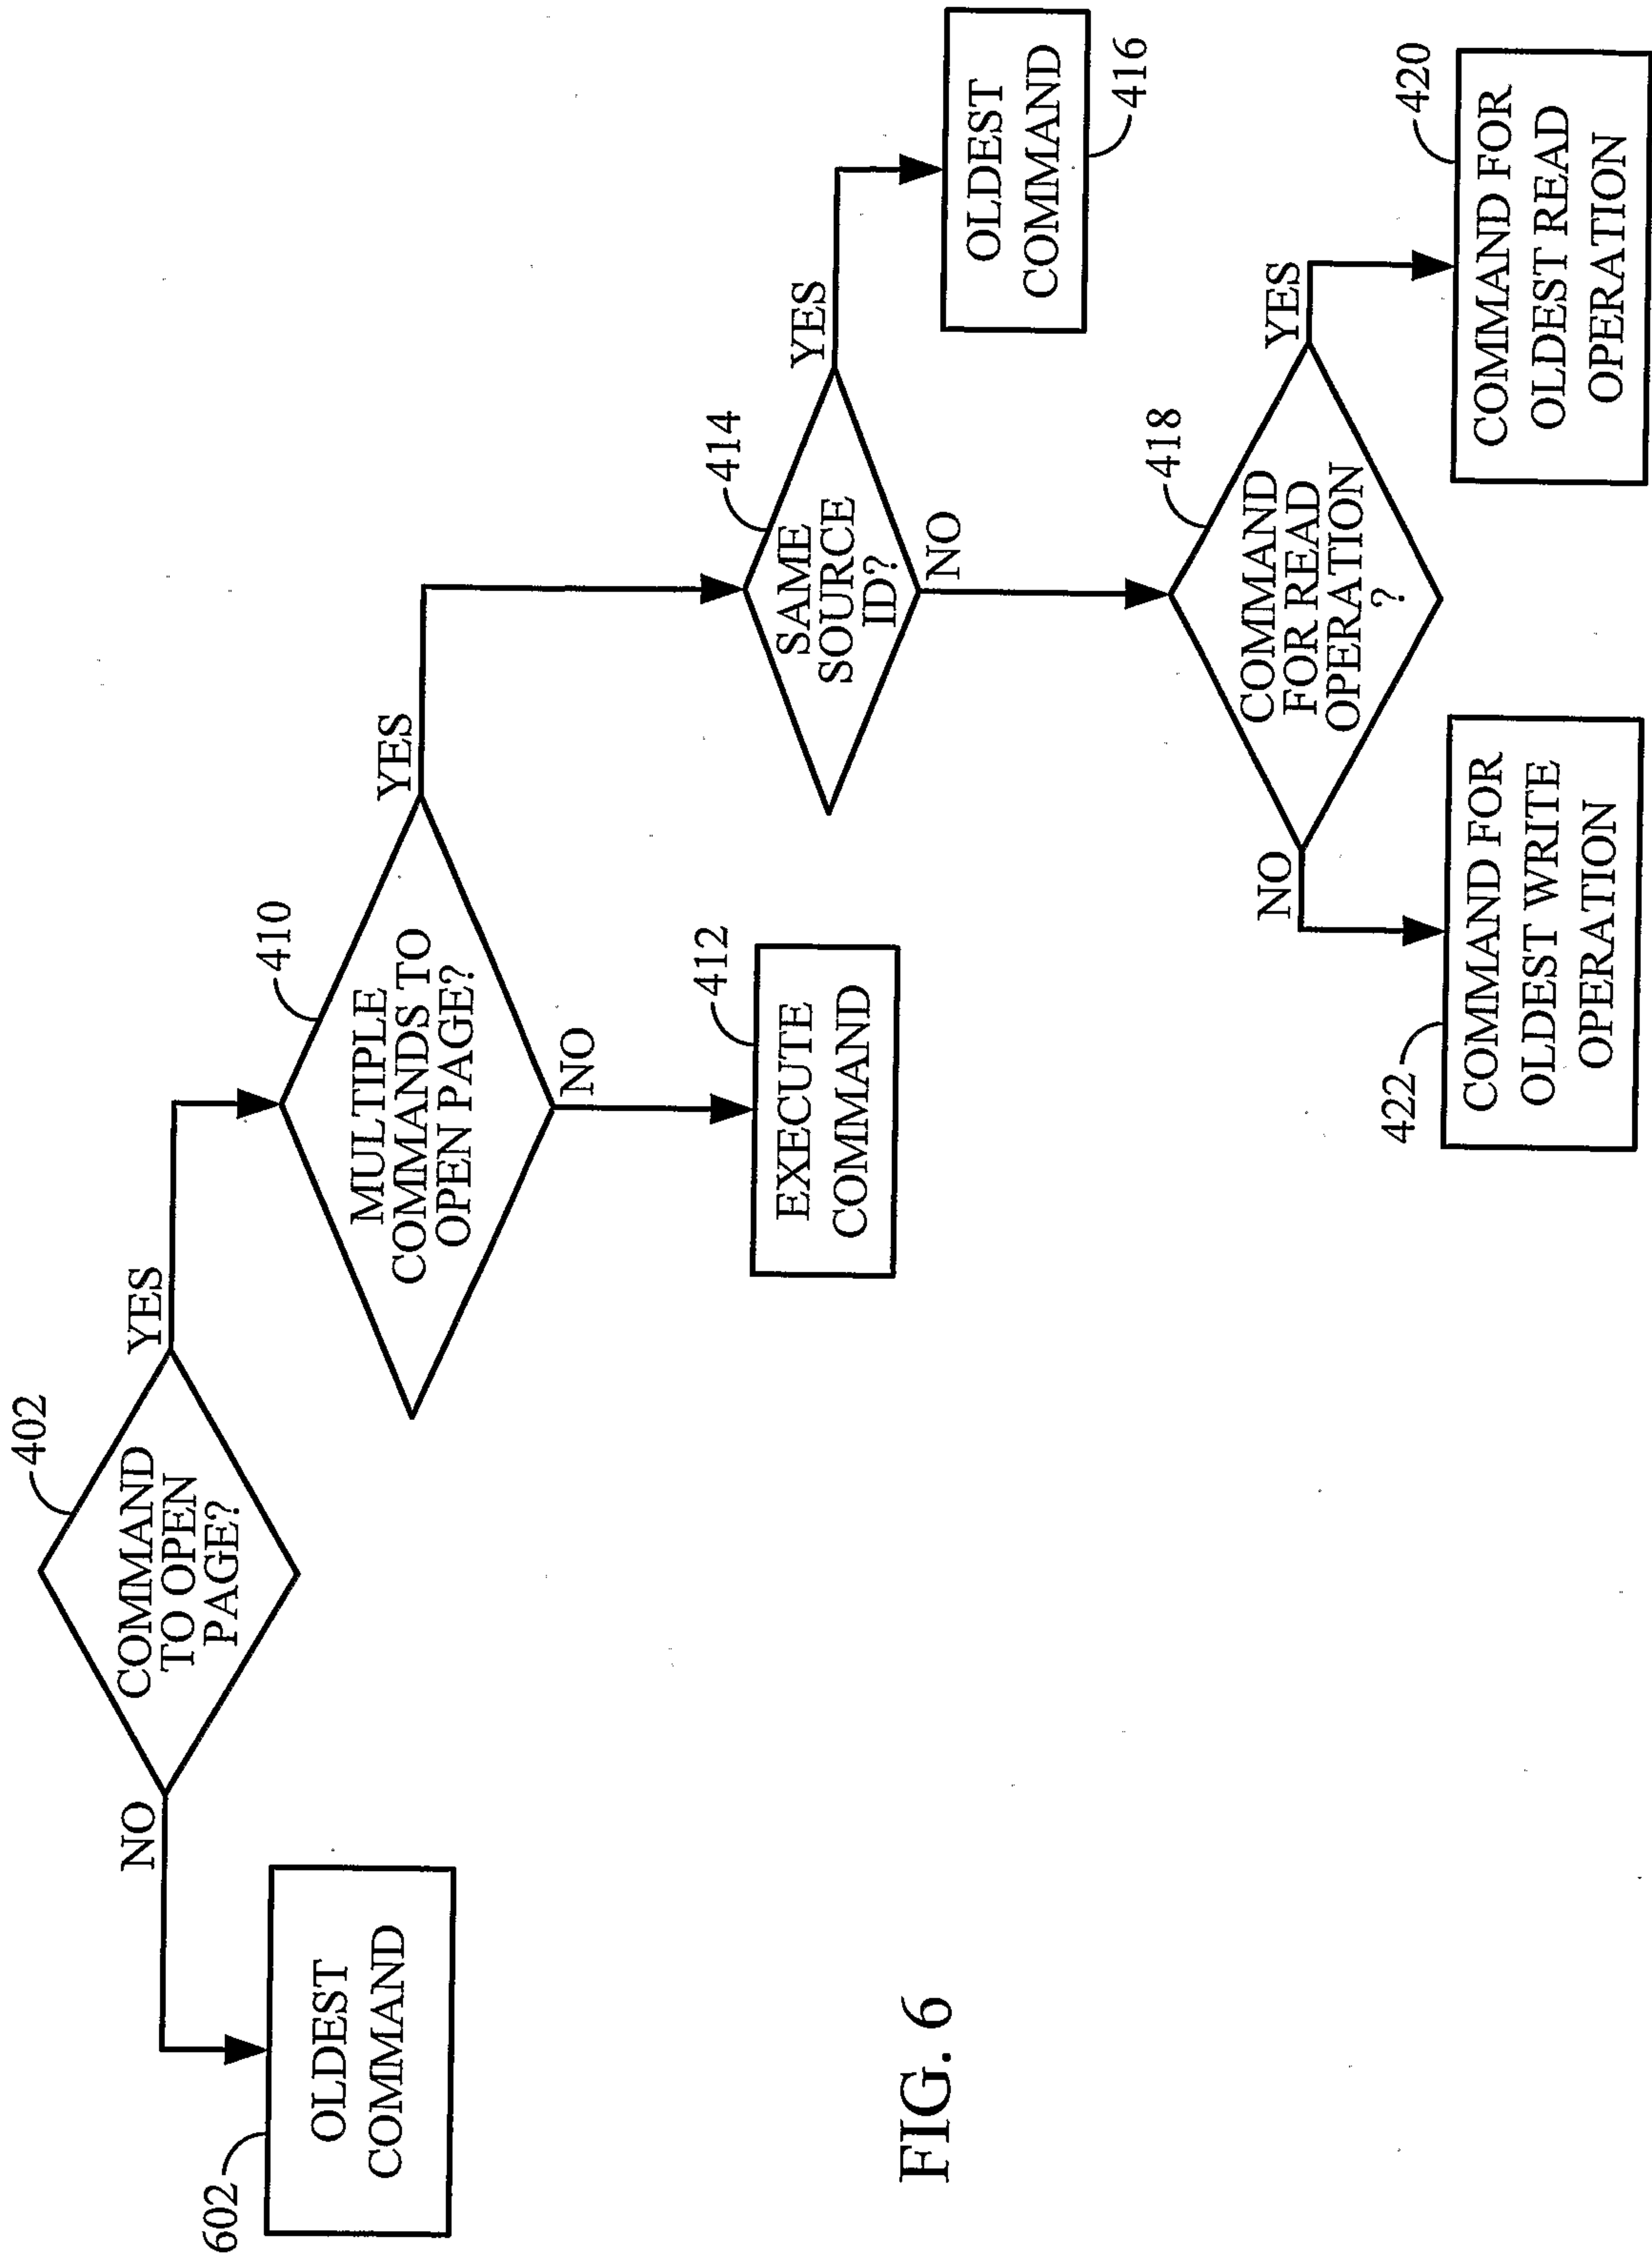 402
COMMAND
TO OPEN
PAGE?
NO
YES
602
OLDEST
COMMAND
410
MULTIPLE
COMMANDS TO
OPEN PAGE?
YES
NO
412
EXECUTE
COMMAND
414
SAME
SOURCE
ID?
YES
NO
OLDEST
COMMAND
416
418
COMMAND
FOR READ
OPERATION
?
NO
YES
422
COMMAND FOR
OLDEST WRITE
OPERATION
420
COMMAND FOR
OLDEST READ
OPERATION
FIG. 6